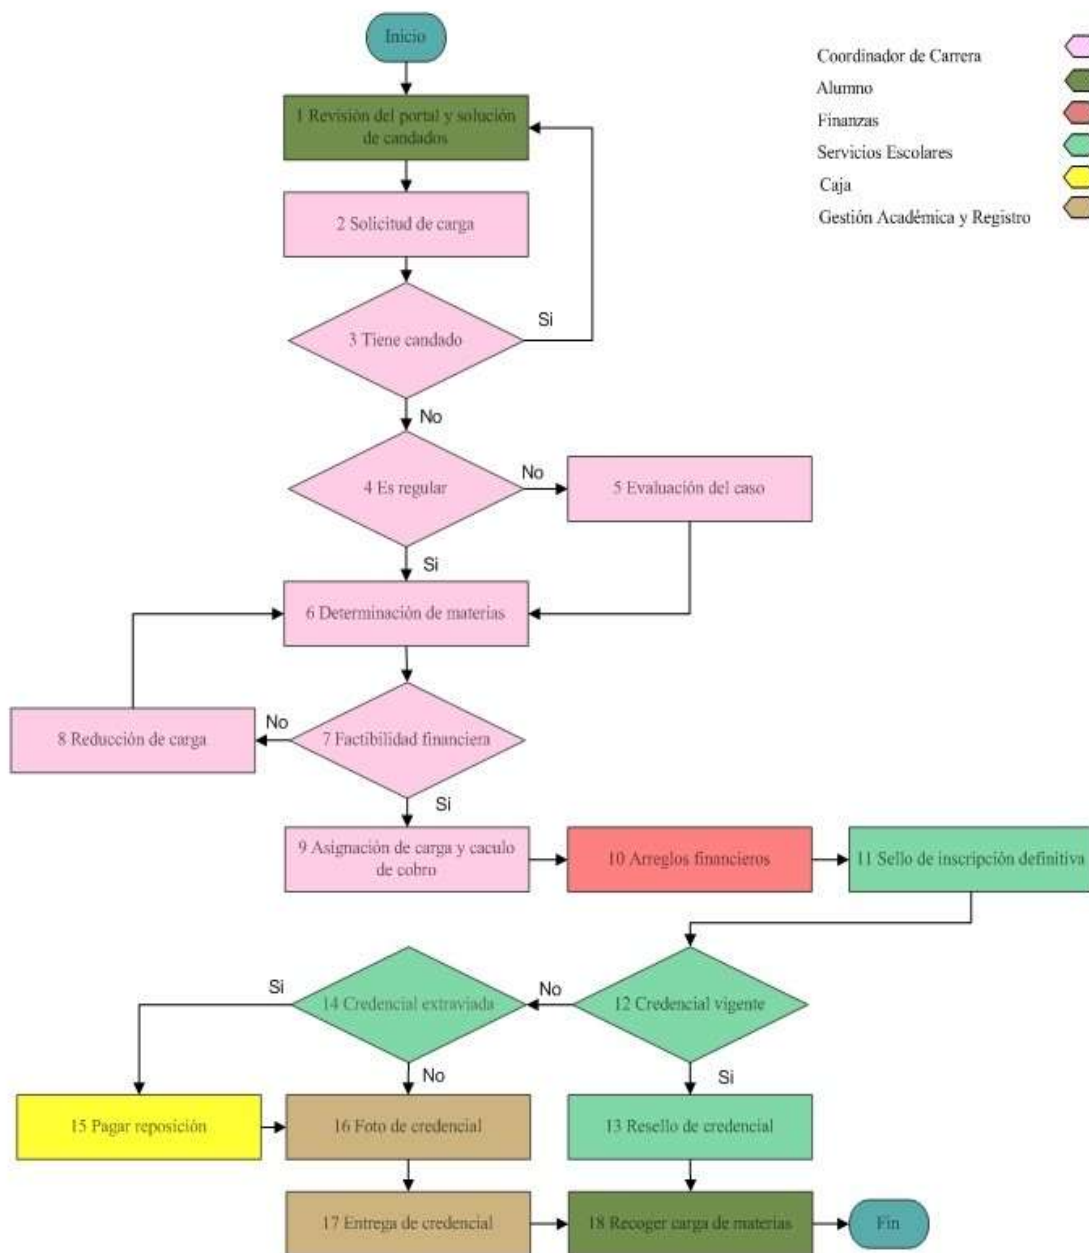 Inicio
Coordinador de Carrera
Alumno
Finanzas
Servicios Escolares
Caja
Gestión Académica y Registro
1 Revisión del portal y solución
de candados
2 Solicitud de carga
3 Tiene candado
Si
No
4 Es regular
No
5 Evaluación del caso
Si
6 Determinación de materias
7 Factibilidad financiera
No
8 Reducción de carga
Si
9 Asignación de carga y caculo
de cobro
10 Arreglos financieros
11 Sello de inscripción definitiva
12 Credencial vigente
No
14 Credencial extraviada
Si
No
Si
15 Pagar reposición
16 Foto de credencial
13 Resello de credencial
17 Entrega de credencial
18 Recoger carga de materias
Fin